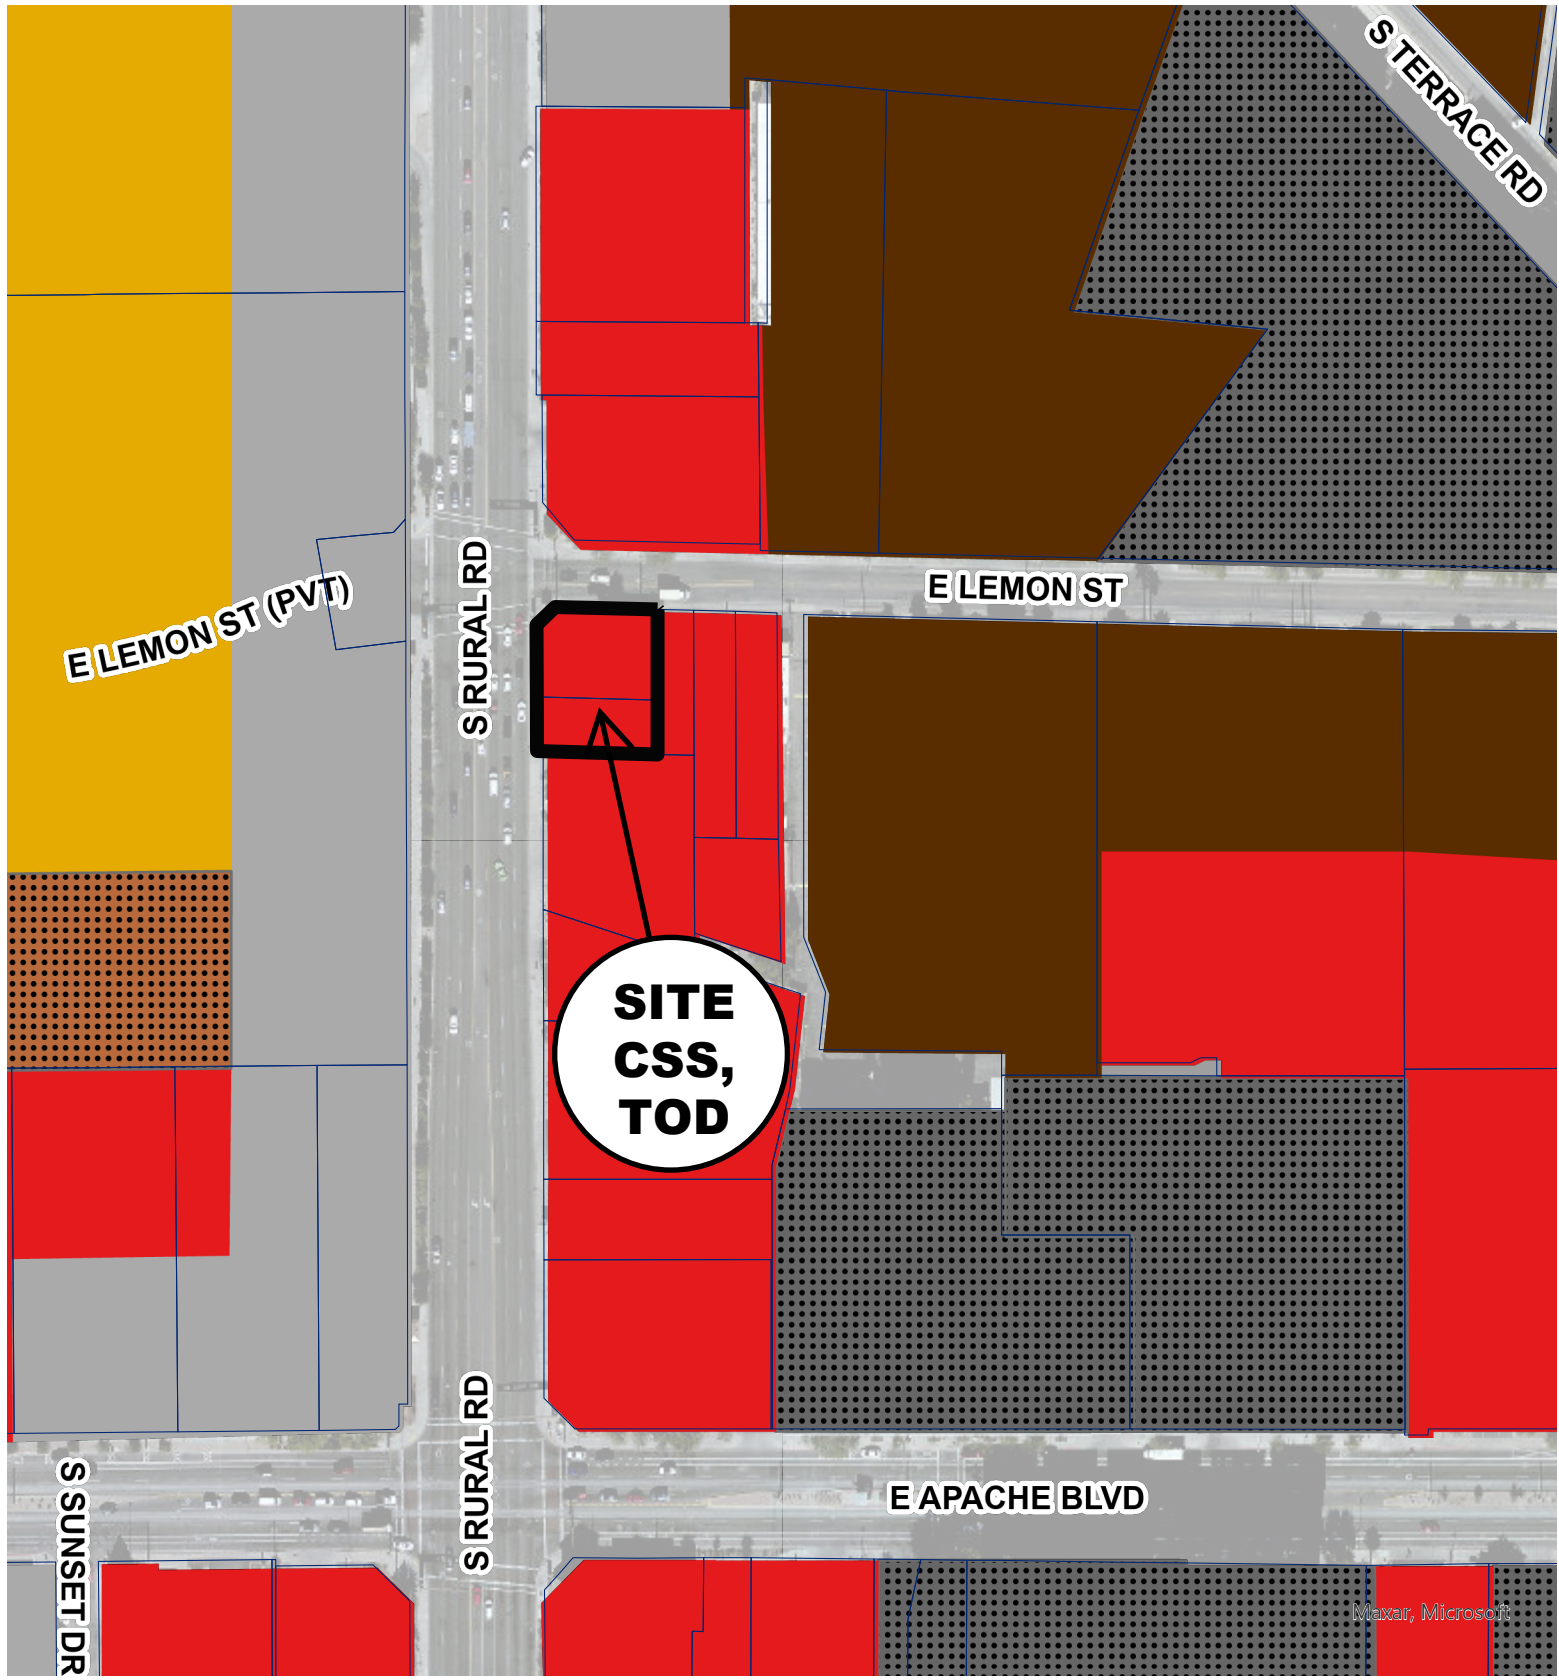 S TERRACE RD
E LEMON ST
E LEMON ST (PVT)
S RURAL RD
SITE
CSS,
TOD
S RURAL RD
E APACHE BLVD
S SUNSET DR
Maxar, Microsoft